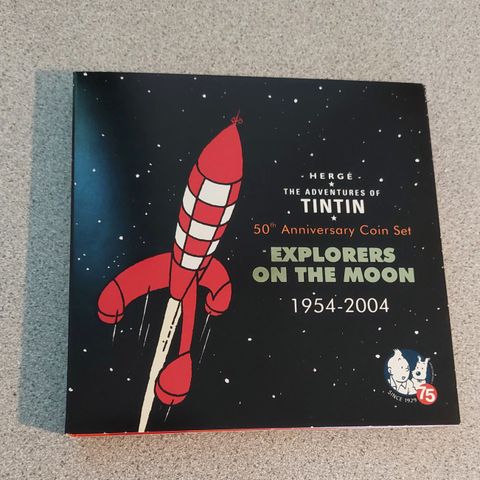 - HERGÉ -
THE ADVENTURES OF
TINTIN
50th Anniversary Coin Set
EXPLORERS
ON THE MOON
1954-2004
SINCE 1929
75